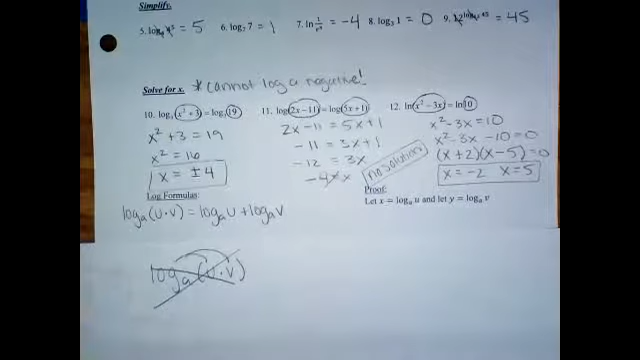 Simplify.
5. log₄ 4⁵ = 5   6. log₇ 7 = 1   7. ln 1/e⁴ = -4   8. log₃ 1 = 0   9. 12^log₁₂ 45 = 45
Solve for x. *cannot log a negative!
10. (x² + 3) = log 19   11. log(2x - 11) = log(5x + 1)   12. ln(x² - 3x) = ln 10
x² + 3 = 19   2x - 11 = 5x + 1   x² - 3x = 10
x² = 16   -11 = 3x + 1   x² - 3x - 10 = 0
x = ±4   -12 = 3x   (x + 2)(x - 5) = 0
-4 = x   no solution   x = -2   x = 5
Log Formulas:   Proof:
logₐ(U·V) = logₐU + logₐV   Let x = logₐ u and let y = logₐ v
logₐ(U·V)